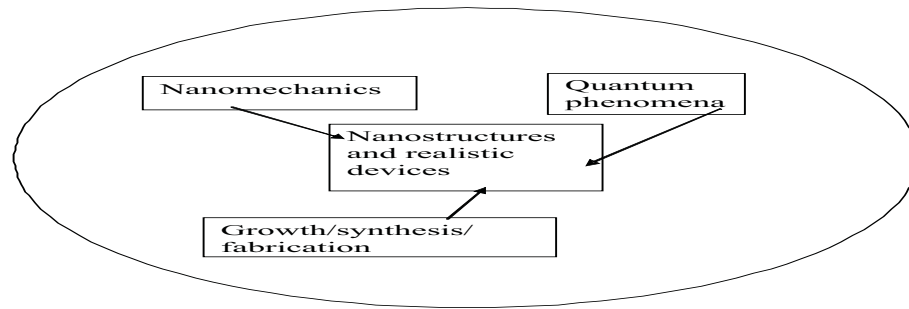 Nanomechanics
Quantum
phenomena
Nanostructures
and realistic
devices
Growth/synthesis/
fabrication